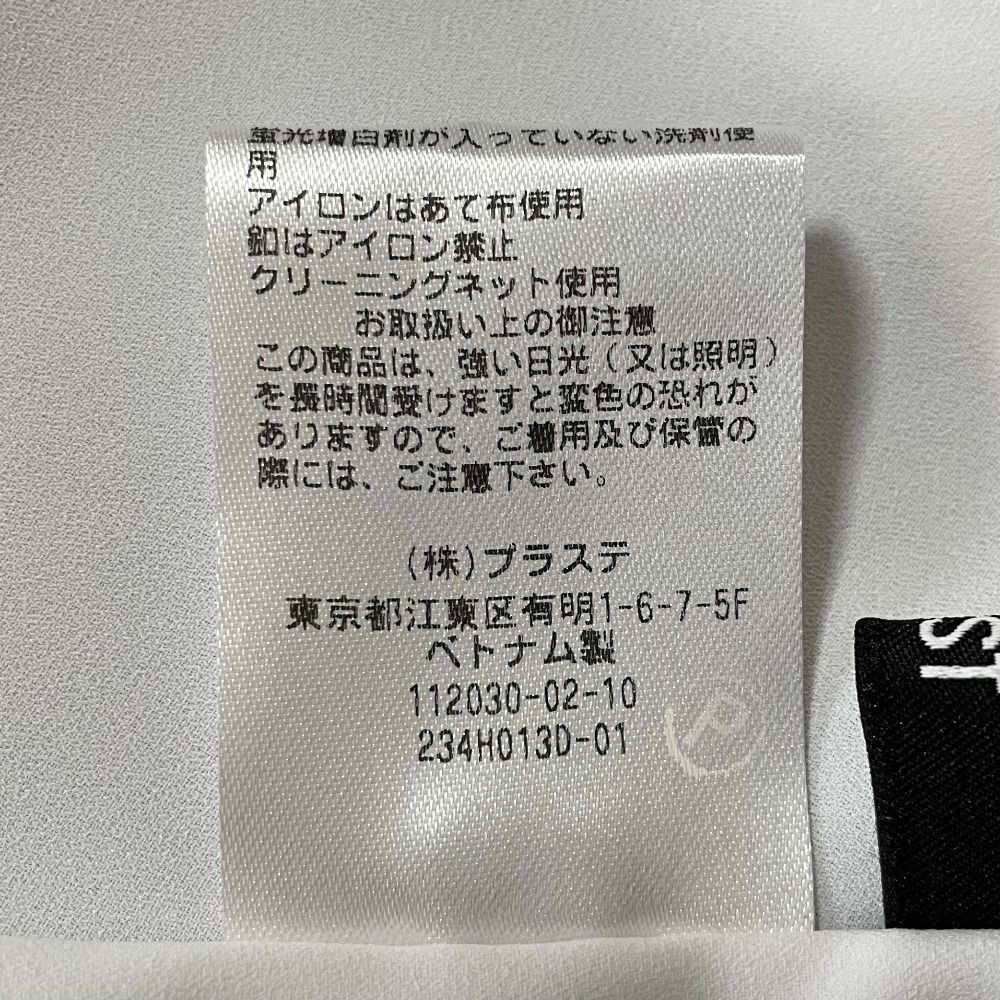 蛍光増白剤が入っていない洗剤使
用
アイロンはあて布使用
釦はアイロン禁止
クリーニングネット使用
お取扱い上の御注意
この商品は、強い日光(又は照明)
を長時間受けますと変色の恐れが
ありますので、ご着用及び保管の
際には、ご注意下さい。
(株)プラステ
東京都江東区有明1-6-7-5F
ベトナム製
112030-02-10
234H013D-01
ST